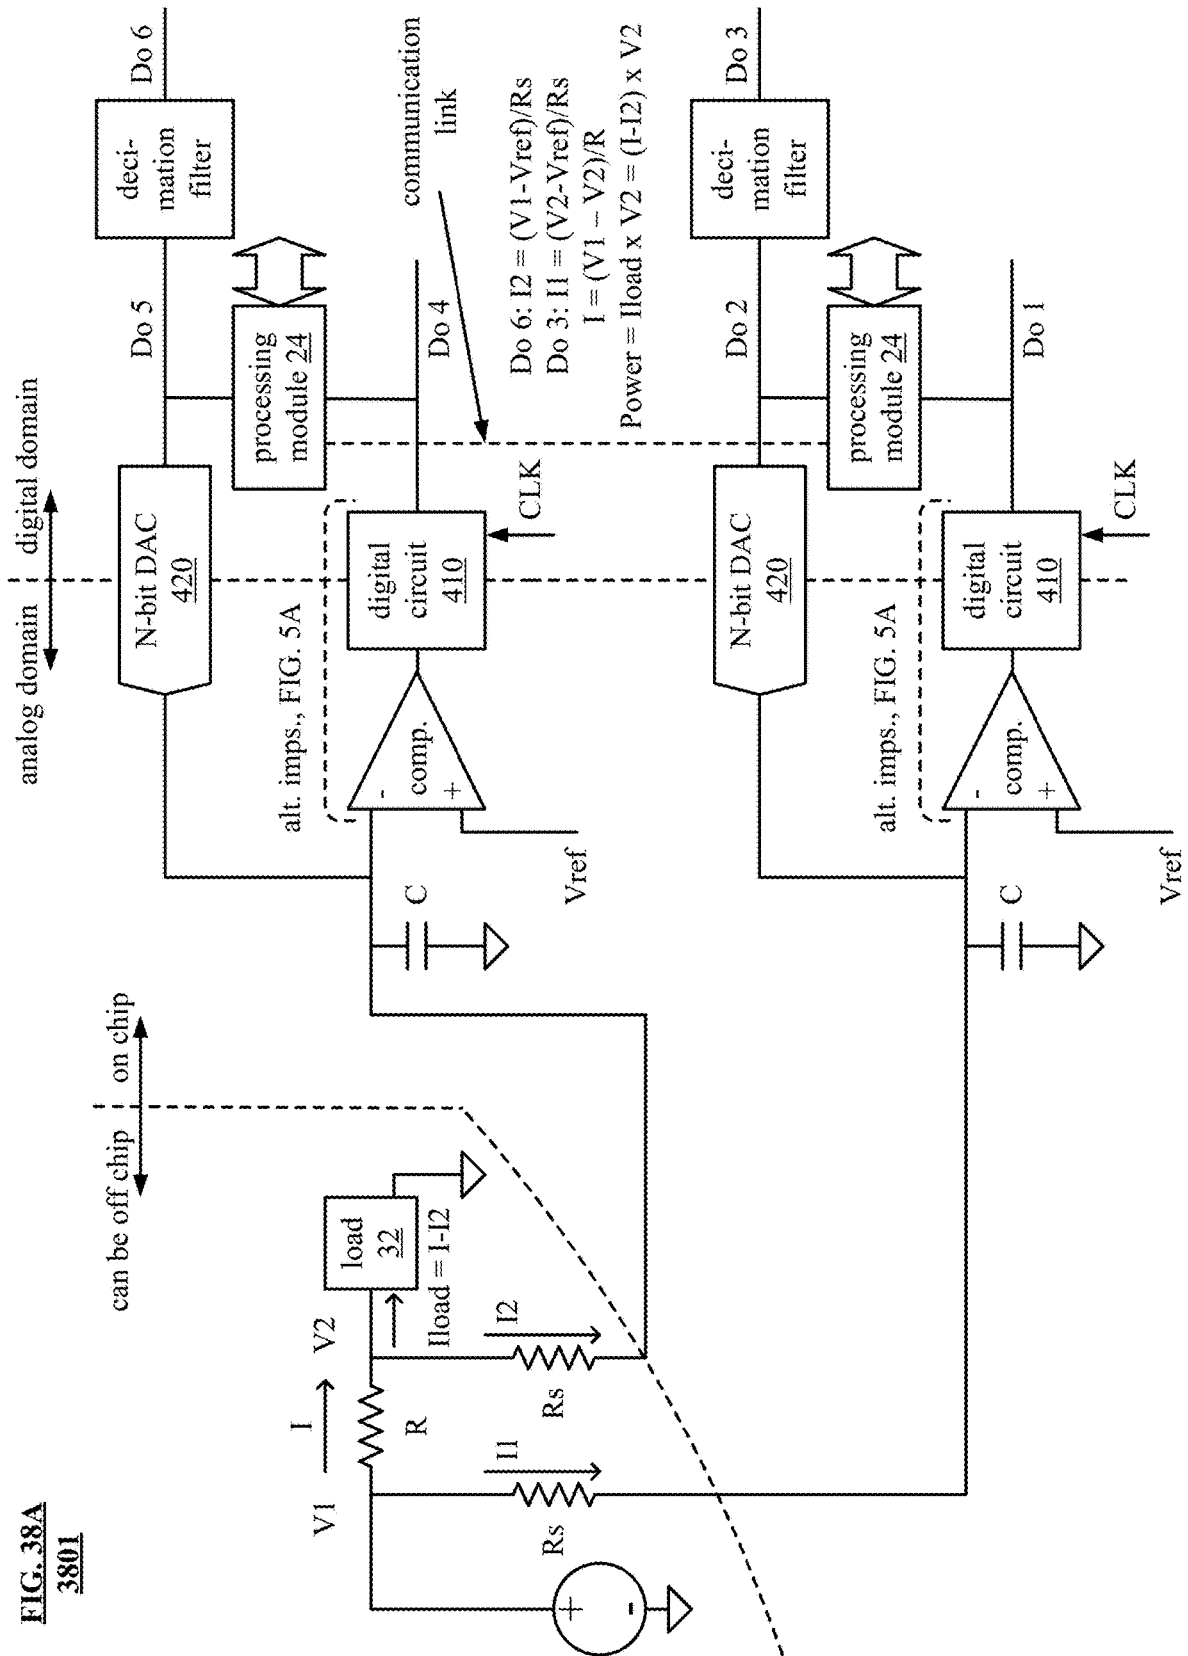 FIG. 38A
3801
can be off chip
on chip
analog domain
digital domain
N-bit DAC
420
Do 5
deci-
mation
filter
Do 6
processing
module 24
alt. imps., FIG. 5A
-
comp.
+
digital
circuit
410
Do 4
CLK
Vref
C
communication
link
V1
I
V2
R
load
32
Iload = I-I2
Rs
I1
Rs
I2
+
-
Do 6: I2 = (V1-Vref)/Rs
Do 3: I1 = (V2-Vref)/Rs
I = (V1 – V2)/R
Power = Iload x V2 = (I-I2) x V2
N-bit DAC
420
Do 2
deci-
mation
filter
Do 3
processing
module 24
alt. imps., FIG. 5A
-
comp.
+
digital
circuit
410
Do 1
CLK
Vref
C